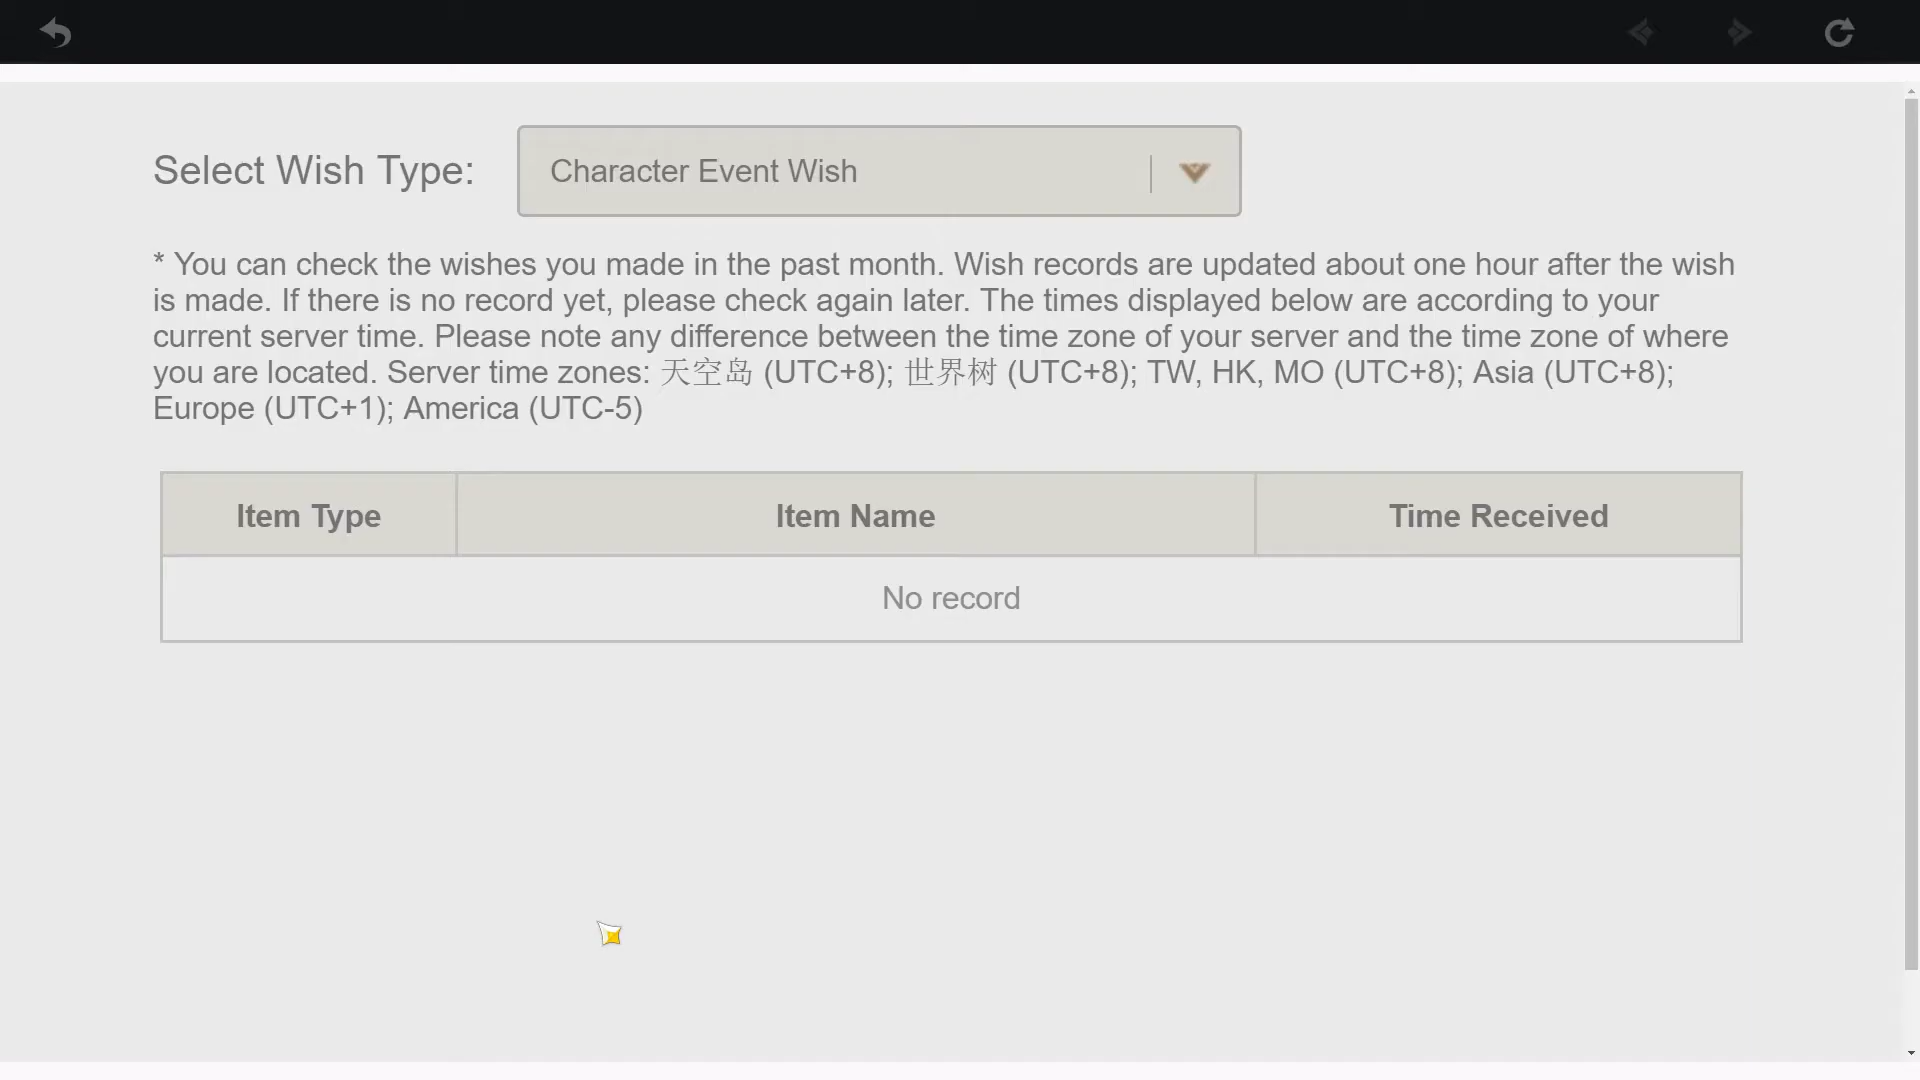 Select Wish Type:
Character Event Wish
* You can check the wishes you made in the past month. Wish records are updated about one hour after the wish
is made. If there is no record yet, please check again later. The times displayed below are according to your
current server time. Please note any difference between the time zone of your server and the time zone of where
you are located. Server time zones: 天空岛 (UTC+8); 世界树 (UTC+8); TW, HK, MO (UTC+8); Asia (UTC+8);
Europe (UTC+1); America (UTC-5)
Item Type
Item Name
Time Received
No record